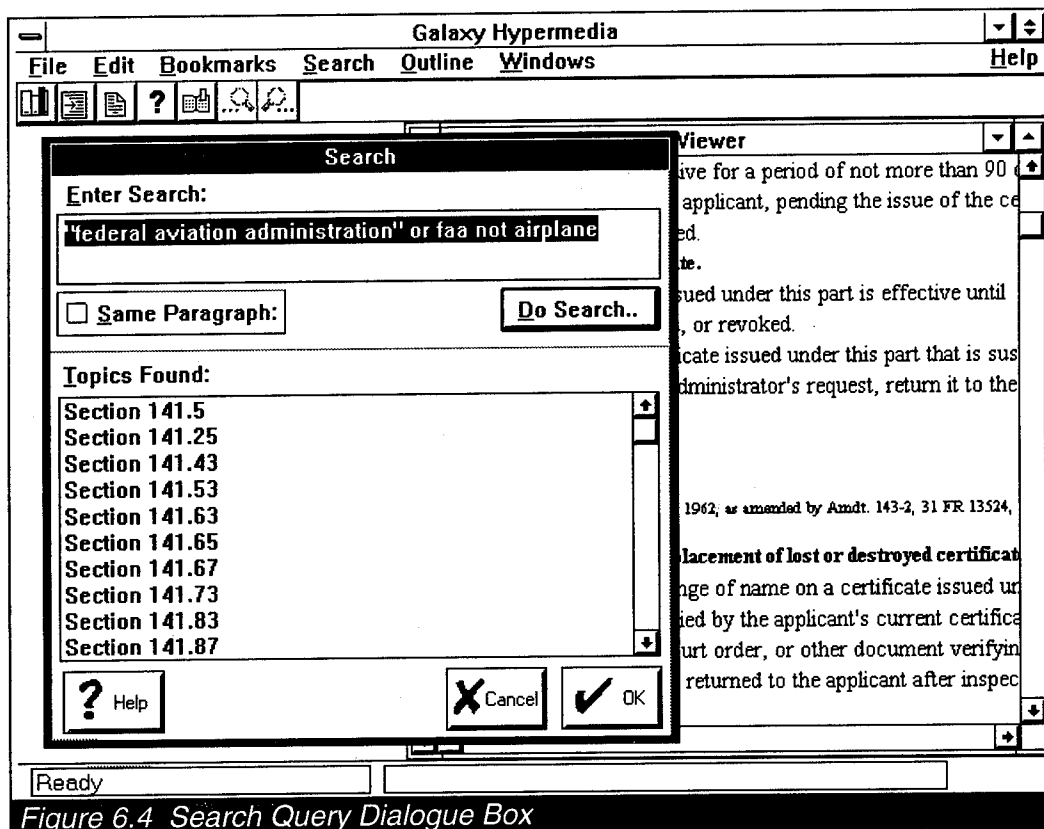 Galaxy Hypermedia
File Edit Bookmarks Search Outline Windows Help
?
Viewer
Search
Enter Search:
"federal aviation administration" or faa not airplane
Same Paragraph:
Do Search..
Topics Found:
Section 141.5
Section 141.25
Section 141.43
Section 141.53
Section 141.63
Section 141.65
Section 141.67
Section 141.73
Section 141.83
Section 141.87
? Help
Cancel
OK
ive for a period of not more than 90
applicant, pending the issue of the ce
ed.
te.
sued under this part is effective until
, or revoked.
icate issued under this part that is sus
dministrator's request, return it to the
1962; as amended by Amdt. 143-2, 31 FR 13524,
lacement of lost or destroyed certificat
nge of name on a certificate issued un
ied by the applicant's current certifica
urt order, or other document verifyin
returned to the applicant after inspec
Ready
Figure 6.4 Search Query Dialogue Box